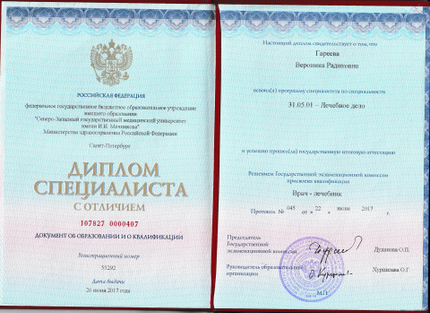 РОССИЙСКАЯ ФЕДЕРАЦИЯ
федеральное государственное бюджетное образовательное учреждение
высшего образования
"Северо-Западный государственный медицинский университет
имени И.И. Мечникова"
Министерства здравоохранения Российской Федерации
Санкт-Петербург
ДИПЛОМ
СПЕЦИАЛИСТА
С ОТЛИЧИЕМ
107827 0000407
ДОКУМЕНТ ОБ ОБРАЗОВАНИИ И О КВАЛИФИКАЦИИ
Регистрационный номер
55202
Дата выдачи
26 июня 2017 года
Настоящий диплом свидетельствует о том, что
Гареева
Вероника Радиковна
освоил(а) программу специалитета по специальности
31.05.01 – Лечебное дело
и успешно прошел(ла) государственную итоговую аттестацию
Решением Государственной экзаменационной комиссии
присвоена квалификация
Врач - лечебник
Протокол № 045 от « 22 » июня 2017 г.
Председатель
Государственной
экзаменационной комиссии
О.П.
Руководитель образовательной
организации
О.Г
М.П.